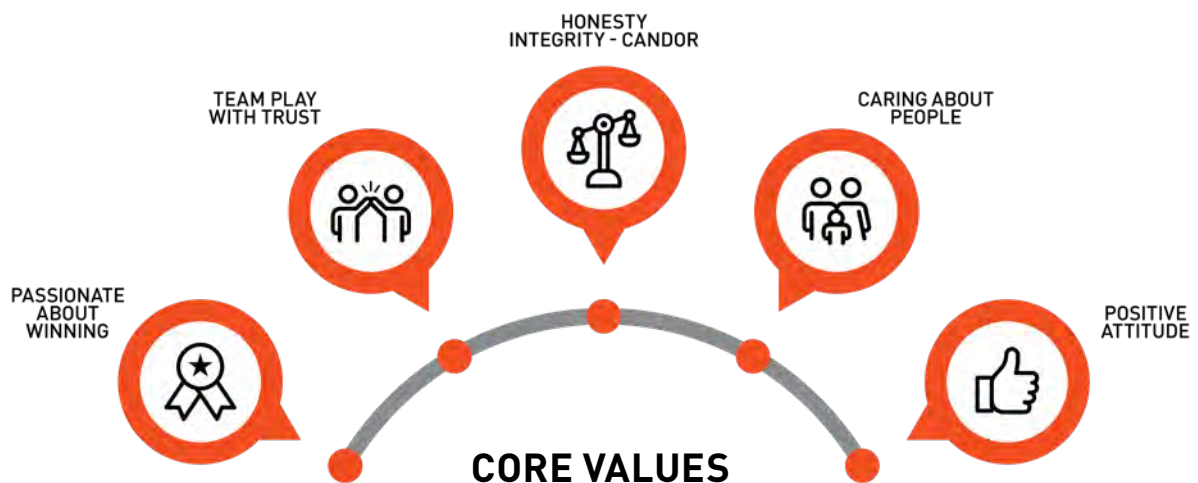 HONESTY
INTEGRITY - CANDOR
TEAM PLAY
WITH TRUST
CARING ABOUT
PEOPLE
PASSIONATE
ABOUT
WINNING
POSITIVE
ATTITUDE
CORE VALUES